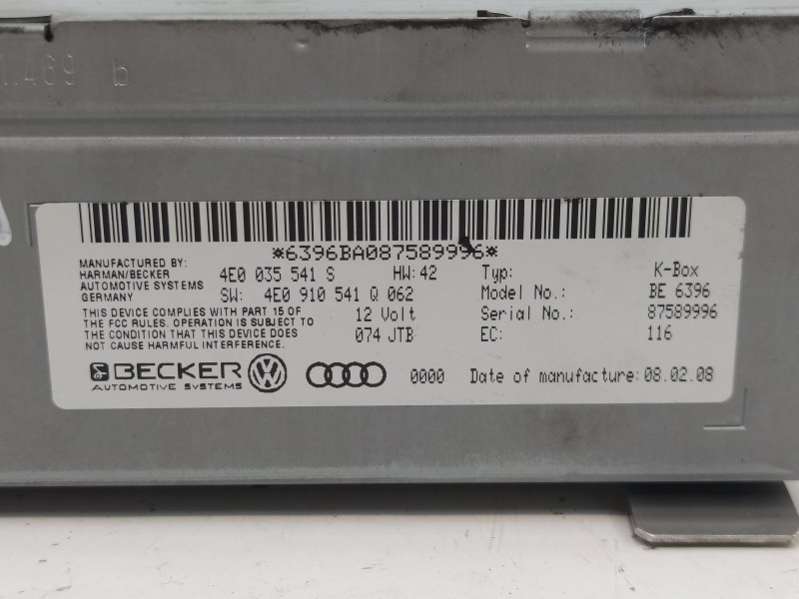 *6396BA087589996*
MANUFACTURED BY:
HARMAN/BECKER
AUTOMOTIVE SYSTEMS
GERMANY
4E0 035 541 S HW:42
SW: 4E0 910 541 Q 062
THIS DEVICE COMPLIES WITH PART 15 OF
THE FCC RULES. OPERATION IS SUBJECT TO
THE CONDITION THAT THIS DEVICE DOES
NOT CAUSE HARMFUL INTERFERENCE.
12 Volt
074 JTB
Typ: K-Box
Model No.: BE 6396
Serial No.: 87589996
EC: 116
BECKER
AUTOMOTIVE SYSTEMS
0000 Date of manufacture: 08.02.08